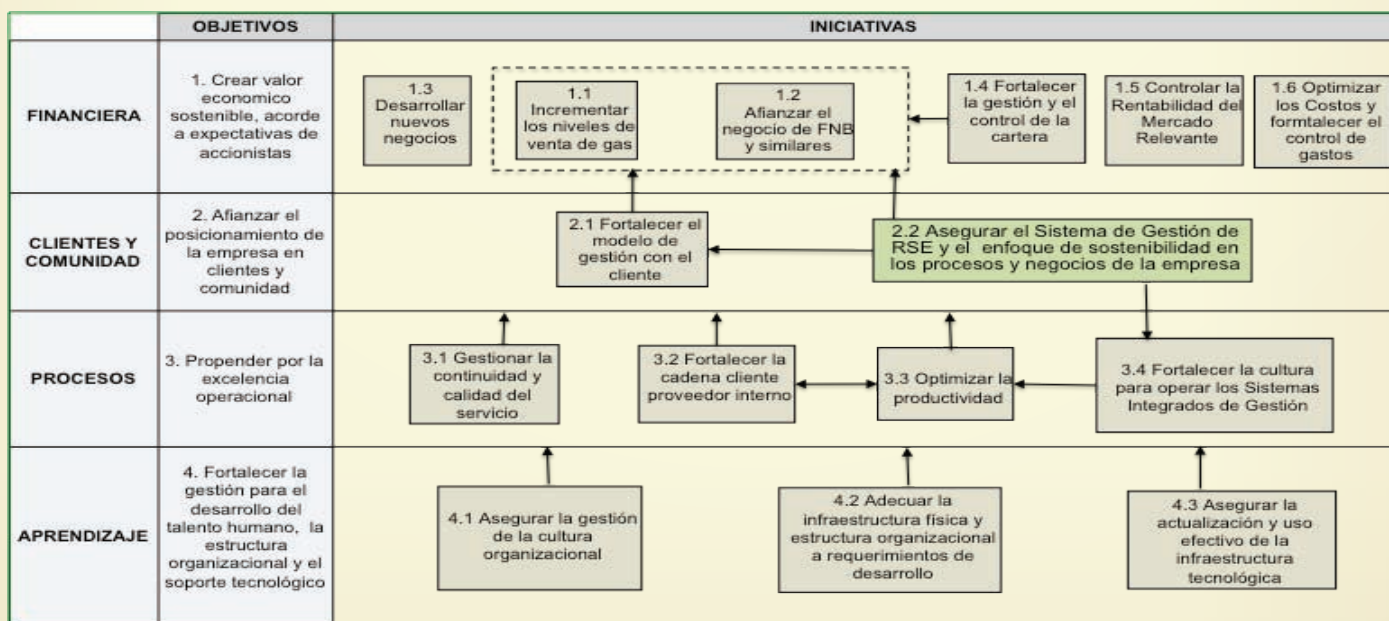 OBJETIVOS
INICIATIVAS
FINANCIERA
1. Crear valor
economico
sostenible, acorde
a expectativas de
accionistas
1.3
Desarrollar
nuevos
negocios
1.1
Incrementar
los niveles de
venta de gas
1.2
Afianzar el
negocio de FNB
y similares
1.4 Fortalecer
la gestión y el
control de la
cartera
1.5 Controlar la
Rentabilidad del
Mercado
Relevante
1.6 Optimizar
los Costos y
formtalecer el
control de
gastos
CLIENTES Y
COMUNIDAD
2. Afianzar el
posicionamiento de
la empresa en
clientes y
comunidad
2.1 Fortalecer el
modelo de
gestión con el
cliente
2.2 Asegurar el Sistema de Gestión de
RSE y el enfoque de sostenibilidad en
los procesos y negocios de la empresa
PROCESOS
3. Propender por la
excelencia
operacional
3.1 Gestionar la
continuidad y
calidad del
servicio
3.2 Fortalecer la
cadena cliente
proveedor interno
3.3 Optimizar la
productividad
3.4 Fortalecer la cultura
para operar los Sistemas
Integrados de Gestión
APRENDIZAJE
4. Fortalecer la
gestión para el
desarrollo del
talento humano, la
estructura
organizacional y el
soporte tecnológico
4.1 Asegurar la gestión
de la cultura
organizacional
4.2 Adecuar la
infraestructura física y
estructura organizacional
a requerimientos de
desarrollo
4.3 Asegurar la
actualización y uso
efectivo de la
infraestructura
tecnológica